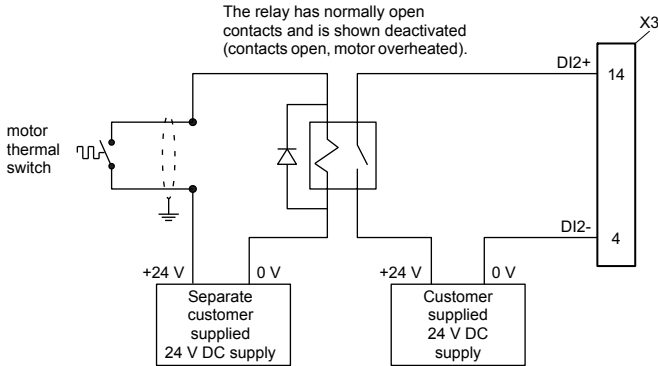 The relay has normally open
contacts and is shown deactivated
(contacts open, motor overheated).
X3
DI2+
14
motor
thermal
switch
DI2-
4
+24 V
0 V
+24 V
0 V
Separate
customer
supplied
24 V DC supply
Customer
supplied
24 V DC
supply